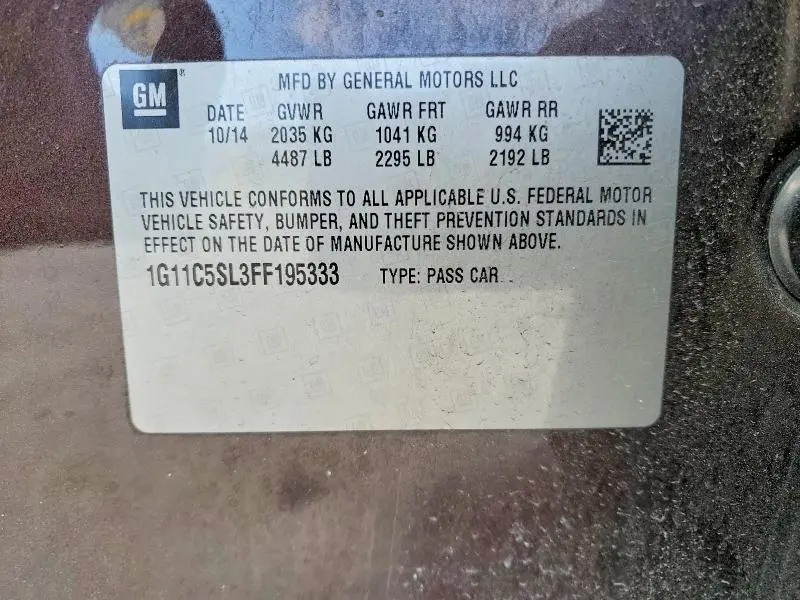 GM
MFD BY GENERAL MOTORS LLC
DATE GVWR GAWR FRT GAWR RR
10/14 2035 KG 1041 KG 994 KG
4487 LB 2295 LB 2192 LB
THIS VEHICLE CONFORMS TO ALL APPLICABLE U.S. FEDERAL MOTOR
VEHICLE SAFETY, BUMPER, AND THEFT PREVENTION STANDARDS IN
EFFECT ON THE DATE OF MANUFACTURE SHOWN ABOVE.
1G11C5SL3FF195333 TYPE: PASS CAR